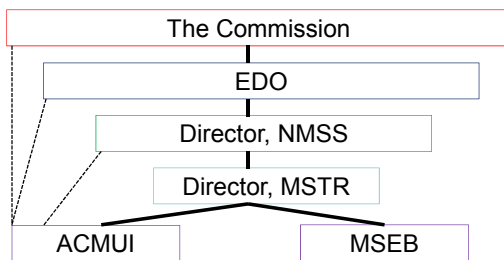 The Commission
EDO
Director, NMSS
Director, MSTR
ACMUI
MSEB